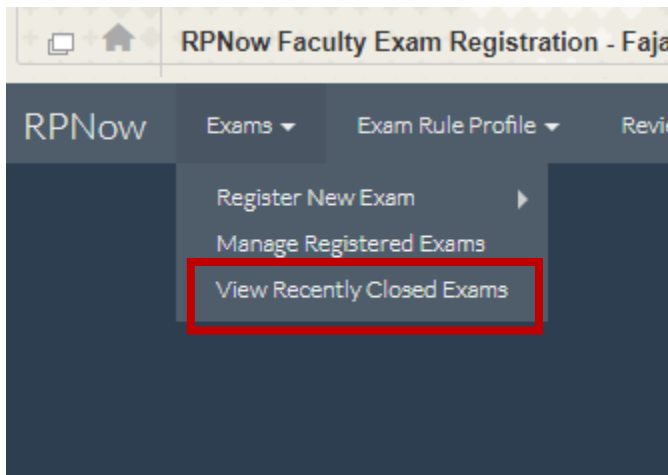 RPNow Faculty Exam Registration - Faja
RPNow Exams Exam Rule Profile Revie
Register New Exam
Manage Registered Exams
View Recently Closed Exams